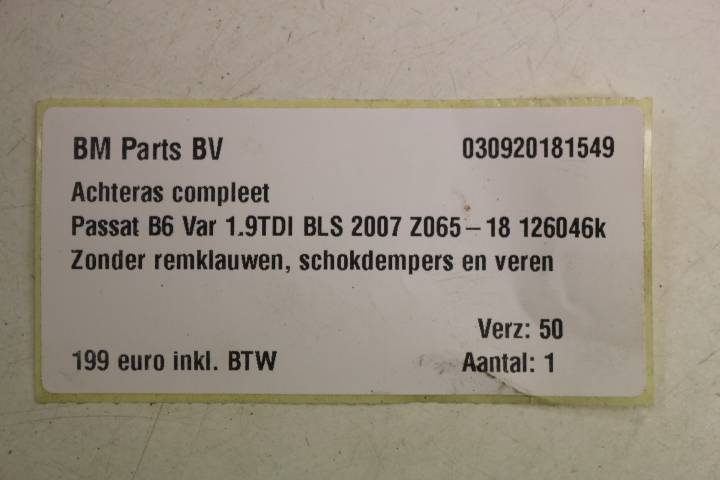 BM Parts BV 030920181549
Achteras compleet
Passat B6 Var 1.9TDI BLS 2007 Z065-18 126046k
Zonder remklauwen, schokdempers en veren
Verz: 50
199 euro inkl. BTW Aantal: 1